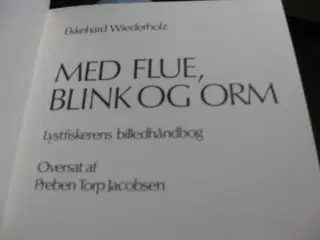 Ekkehard Wiederholz
MED FLUE,
BLINK OG ORM
Lystfiskerens billedhåndbog
Oversat af
Preben Torp Jacobsen